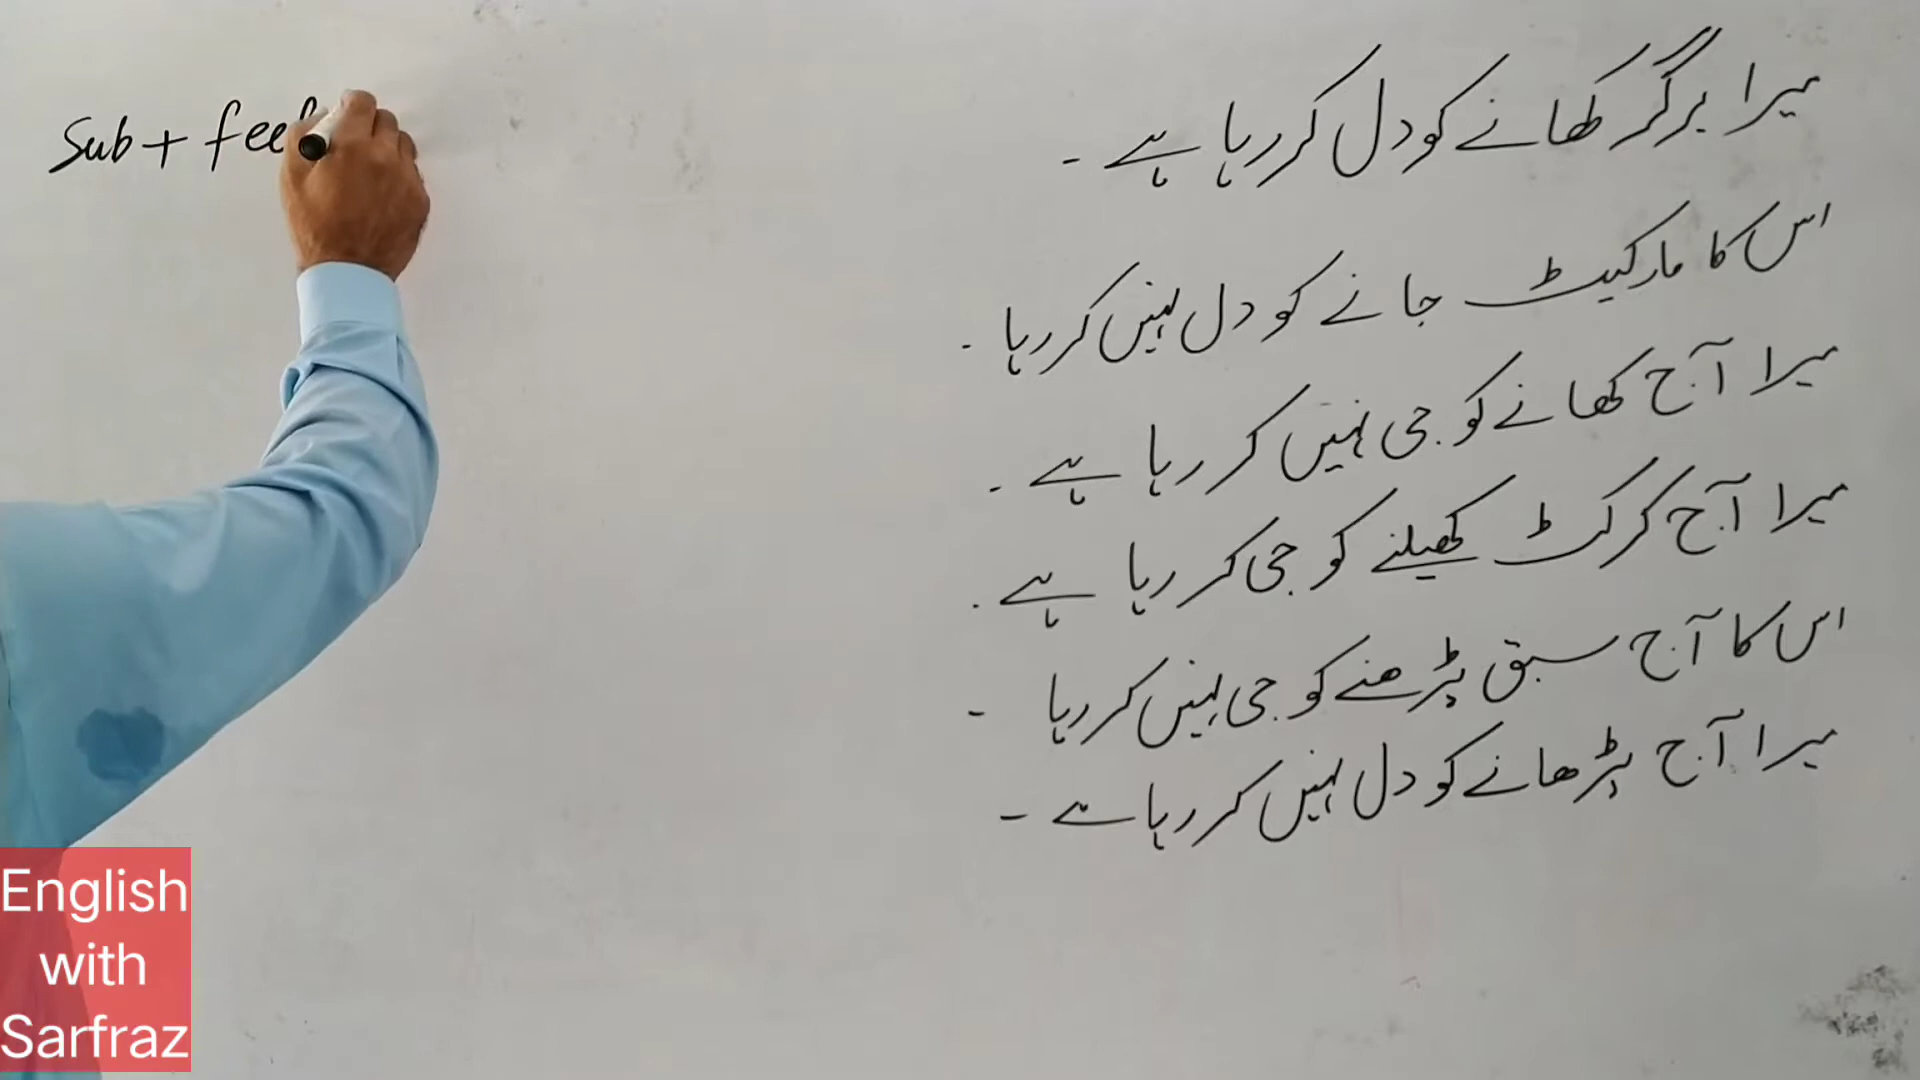 Sub + feel
میرا برگر کھانے کو دل کر رہا ہے ۔
اس کا مارکیٹ جانے کو دل نہیں کر رہا ۔
میرا آج کھانے کو جی نہیں کر رہا ہے ۔
میرا آج کرکٹ کھیلنے کو جی کر رہا ہے ۔
اس کا آج سبق پڑھنے کو جی نہیں کر رہا ۔
میرا آج پڑھانے کو دل نہیں کر رہا ہے ۔
English
with
Sarfraz